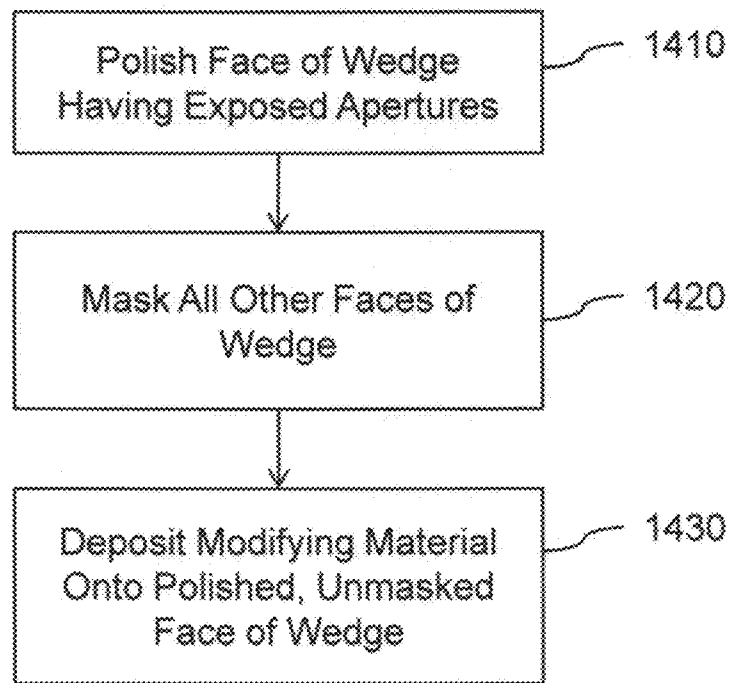 Polish Face of Wedge
Having Exposed Apertures
1410
Mask All Other Faces of
Wedge
1420
Deposit Modifying Material
Onto Polished, Unmasked
Face of Wedge
1430